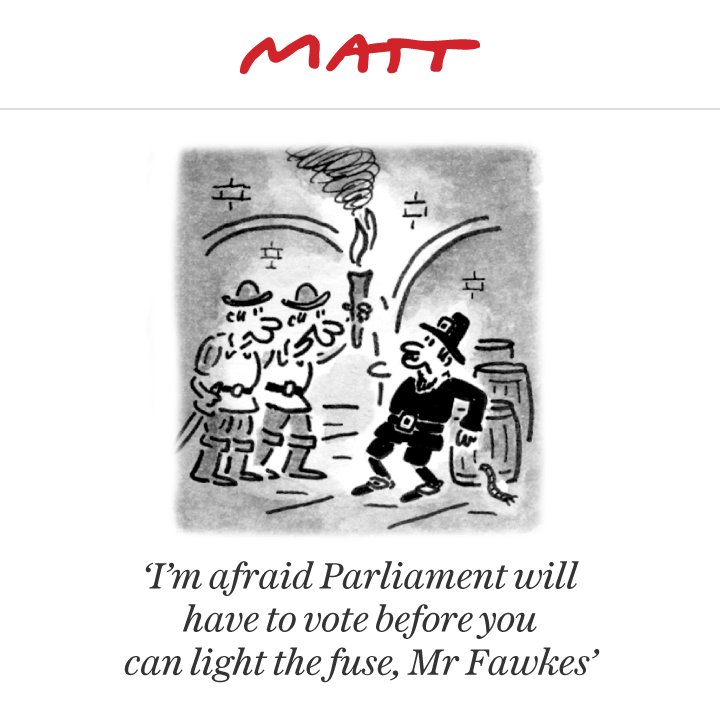 MATT
‘I’m afraid Parliament will
have to vote before you
can light the fuse, Mr Fawkes’